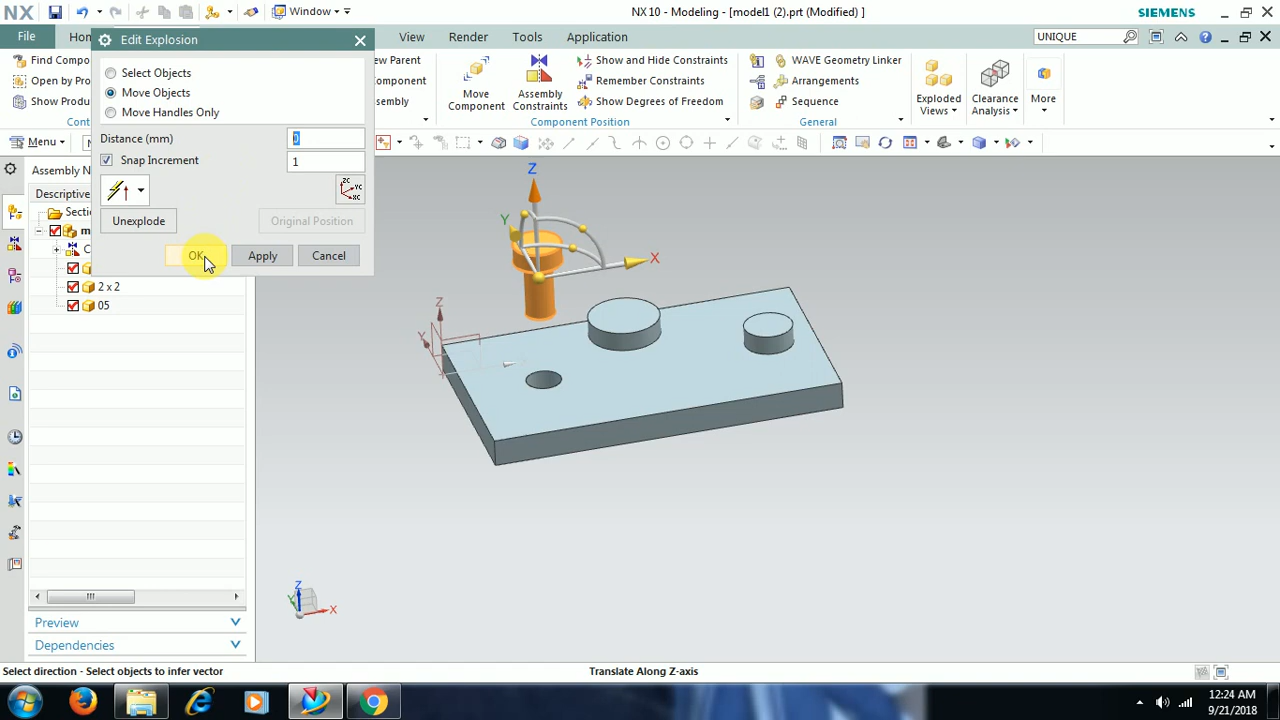 NX
Window
NX 10 - Modeling - [model1 (2).prt (Modified) ]
SIEMENS
File
View
Render
Tools
Application
UNIQUE
Edit Explosion
Select Objects
Move Objects
Move Handles Only
Distance (mm)
Snap Increment
1
Unexplode
Original Position
OK
Apply
Cancel
Move Component
Assembly Constraints
Show and Hide Constraints
Remember Constraints
Show Degrees of Freedom
Component Position
Exploded Views
WAVE Geometry Linker
Arrangements
Sequence
General
Clearance Analysis
More
Menu
2 x 2
05
Z
Y
X
Z
Y
Z
Y
X
Preview
Dependencies
Select direction - Select objects to infer vector
Translate Along Z-axis
12:24 AM
9/21/2018